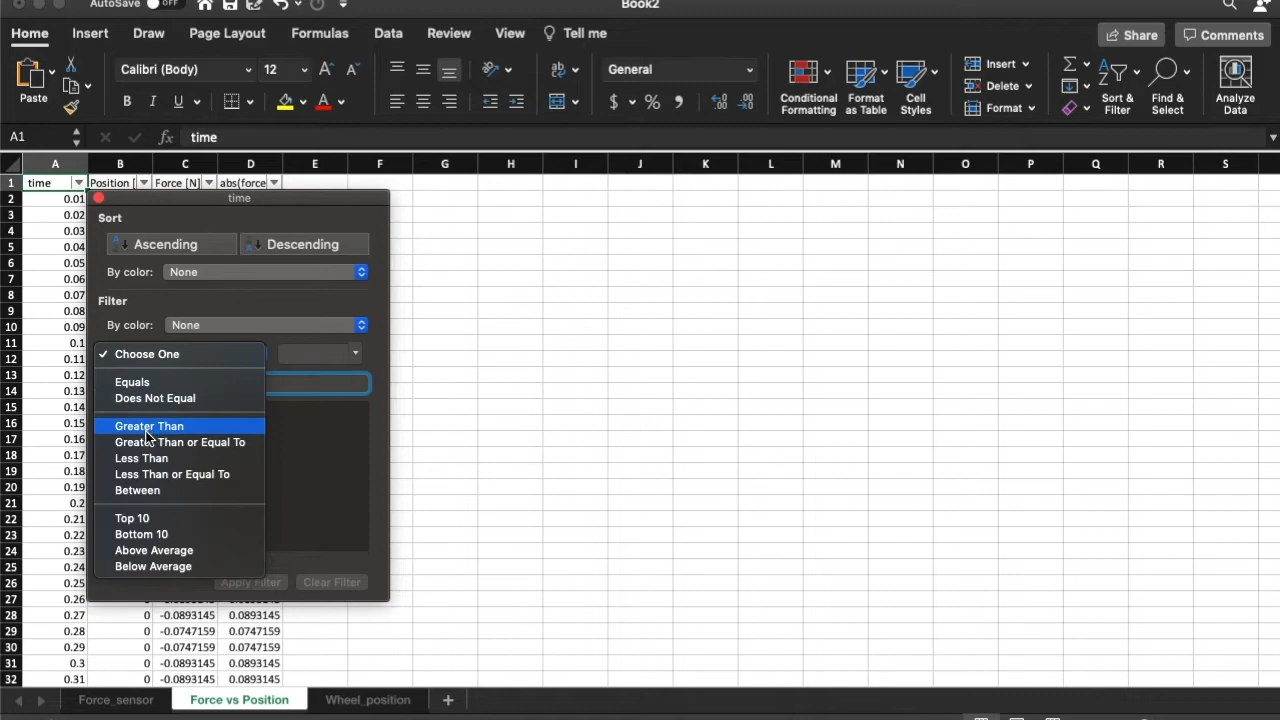 AutoSave OFF Book2
Home Insert Draw Page Layout Formulas Data Review View Tell me Share Comments
Calibri (Body) 12 General Insert Delete Format
Paste B I U $ % Conditional Formatting Format as Table Cell Styles Sort & Filter Find & Select Analyze Data
A1 fx time
A B C D E F G H I J K L M N O P Q R S
1 time Position [ Force [N] abs(force
2 0.01
time
3 0.02
Sort
4 0.03
5 0.04 Ascending Descending
6 0.05
7 0.06 By color: None
8 0.07
9 0.08 Filter
10 0.09 By color: None
11 0.1
12 0.11 Choose One
13 0.12 Equals
14 0.13 Does Not Equal
15 0.14
16 0.15 Greater Than
17 0.16 Greater Than or Equal To
18 0.17 Less Than
19 0.18 Less Than or Equal To
20 0.19 Between
21 0.2
22 0.21 Top 10
23 0.22 Bottom 10
24 0.23 Above Average
25 0.24 Below Average
26 0.25 Apply Filter Clear Filter
27 0.26
28 0.27 0 -0.0893145 0.0893145
29 0.28 0 -0.0747159 0.0747159
30 0.29 0 -0.0747159 0.0747159
31 0.3 0 -0.0893145 0.0893145
32 0.31 0 -0.0893145 0.0893145
Force_sensor Force vs Position Wheel_position